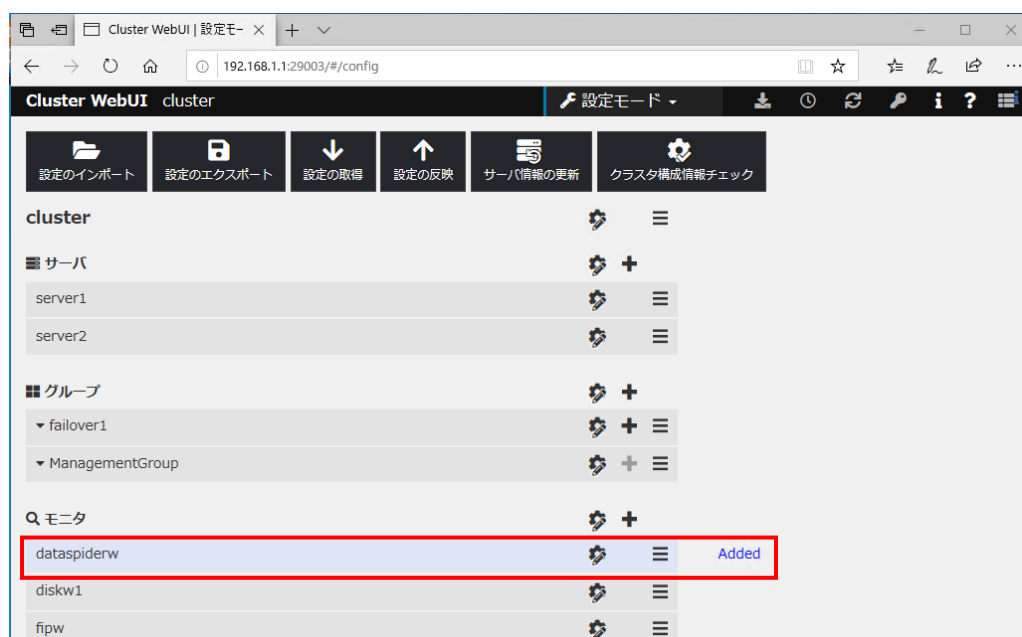 Cluster WebUI | 設定モー
192.168.1.1:29003/#/config
Cluster WebUI cluster 設定モード
設定のインポート 設定のエクスポート 設定の取得 設定の反映 サーバ情報の更新 クラスタ構成情報チェック
cluster
サーバ
server1
server2
グループ
failover1
ManagementGroup
モニタ
dataspiderw Added
diskw1
fipw